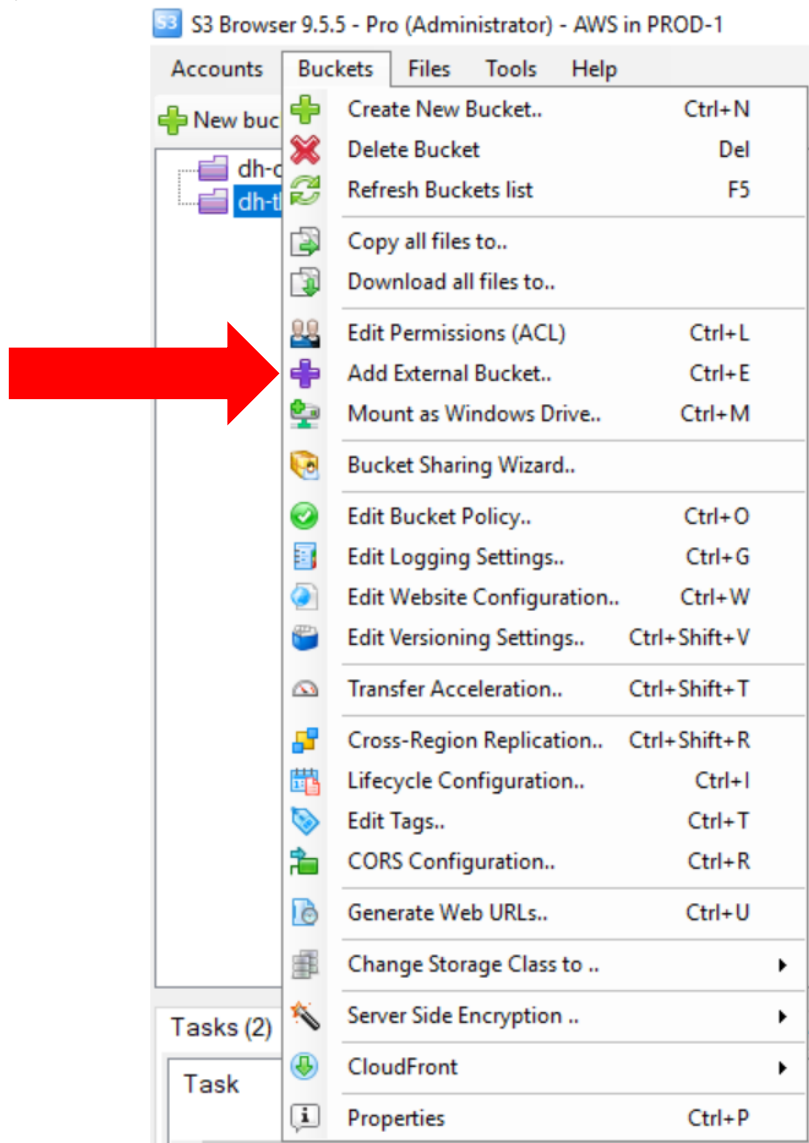 S3 S3 Browser 9.5.5 - Pro (Administrator) - AWS in PROD-1
Accounts Buckets Files Tools Help
New buc
dh-
dh-t
Create New Bucket.. Ctrl+N
Delete Bucket Del
Refresh Buckets list F5
Copy all files to..
Download all files to..
Edit Permissions (ACL) Ctrl+L
Add External Bucket.. Ctrl+E
Mount as Windows Drive.. Ctrl+M
Bucket Sharing Wizard..
Edit Bucket Policy.. Ctrl+O
Edit Logging Settings.. Ctrl+G
Edit Website Configuration.. Ctrl+W
Edit Versioning Settings.. Ctrl+Shift+V
Transfer Acceleration.. Ctrl+Shift+T
Cross-Region Replication.. Ctrl+Shift+R
Lifecycle Configuration.. Ctrl+I
Edit Tags.. Ctrl+T
CORS Configuration.. Ctrl+R
Generate Web URLs.. Ctrl+U
Change Storage Class to ..
Server Side Encryption ..
CloudFront
Properties Ctrl+P
Tasks (2)
Task